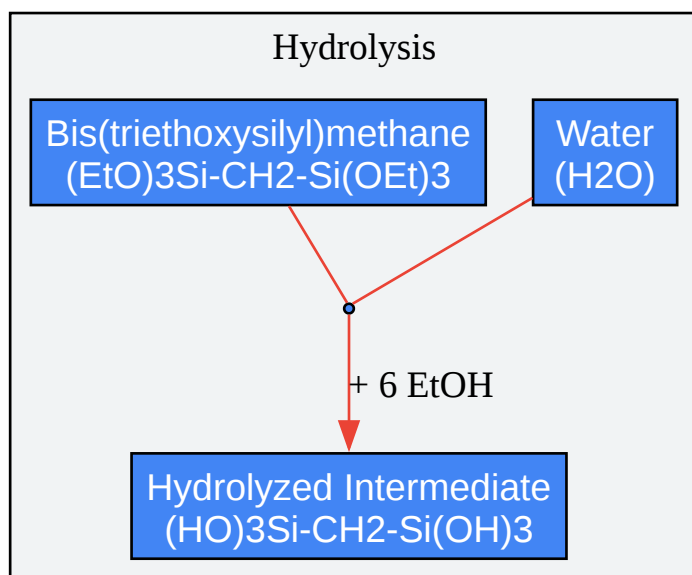 Hydrolysis
Bis(triethoxysilyl)methane
(EtO)3Si-CH2-Si(OEt)3
Water
(H2O)
+ 6 EtOH
Hydrolyzed Intermediate
(HO)3Si-CH2-Si(OH)3